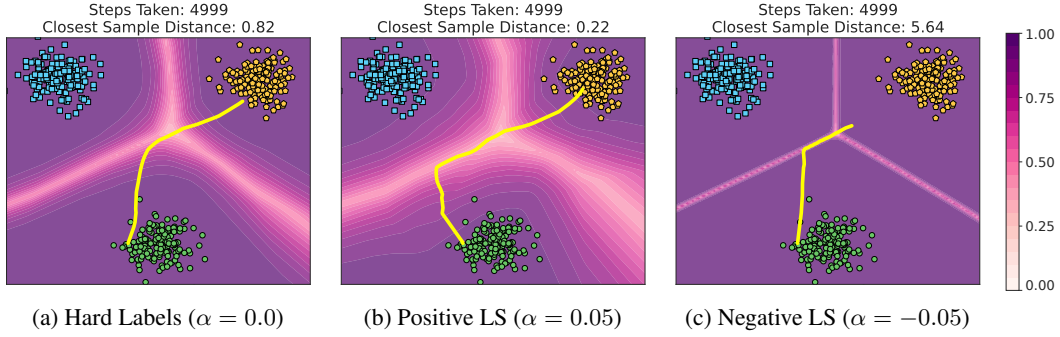 Steps Taken: 4999
Closest Sample Distance: 0.82
Steps Taken: 4999
Closest Sample Distance: 0.22
Steps Taken: 4999
Closest Sample Distance: 5.64
1.00
0.75
0.50
0.25
0.00
(a) Hard Labels (α = 0.0)
(b) Positive LS (α = 0.05)
(c) Negative LS (α = −0.05)